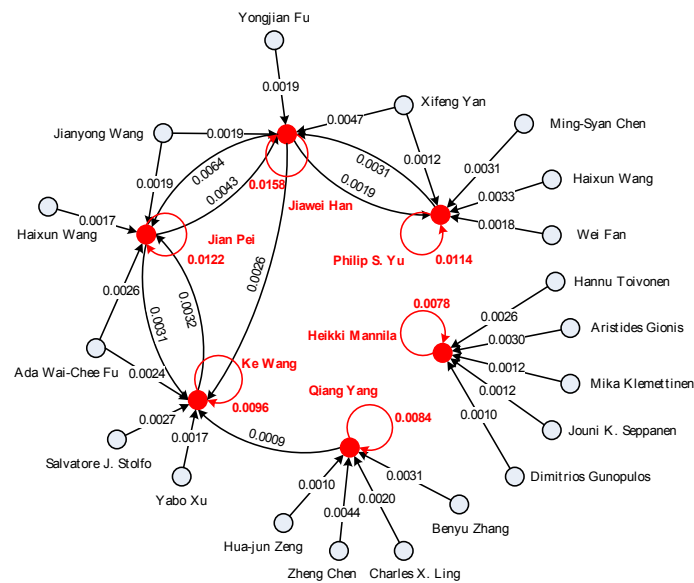 Yongjian Fu
0.0019
Xifeng Yan
0.0047
Ming-Syan Chen
Jianyong Wang
0.0019
0.0012
0.0031
0.0064
0.0031
0.0158
0.0019
0.0043
0.0019
Haixun Wang
0.0033
Jiawei Han
0.0017
0.0018
Haixun Wang
Wei Fan
Jian Pei
0.0122
Philip S. Yu
0.0114
0.0026
0.0026
Hannu Toivonen
0.0078
0.0031
0.0032
0.0026
Heikki Mannila
Aristides Gionis
0.0030
Ada Wai-Chee Fu
0.0024
Ke Wang
0.0012
Mika Klemettinen
0.0012
Qiang Yang
0.0096
0.0010
0.0084
Jouni K. Seppanen
0.0027
0.0017
0.0009
Salvatore J. Stolfo
Yabo Xu
0.0031
Dimitrios Gunopulos
0.0010
0.0020
0.0044
Benyu Zhang
Hua-jun Zeng
Zheng Chen
Charles X. Ling